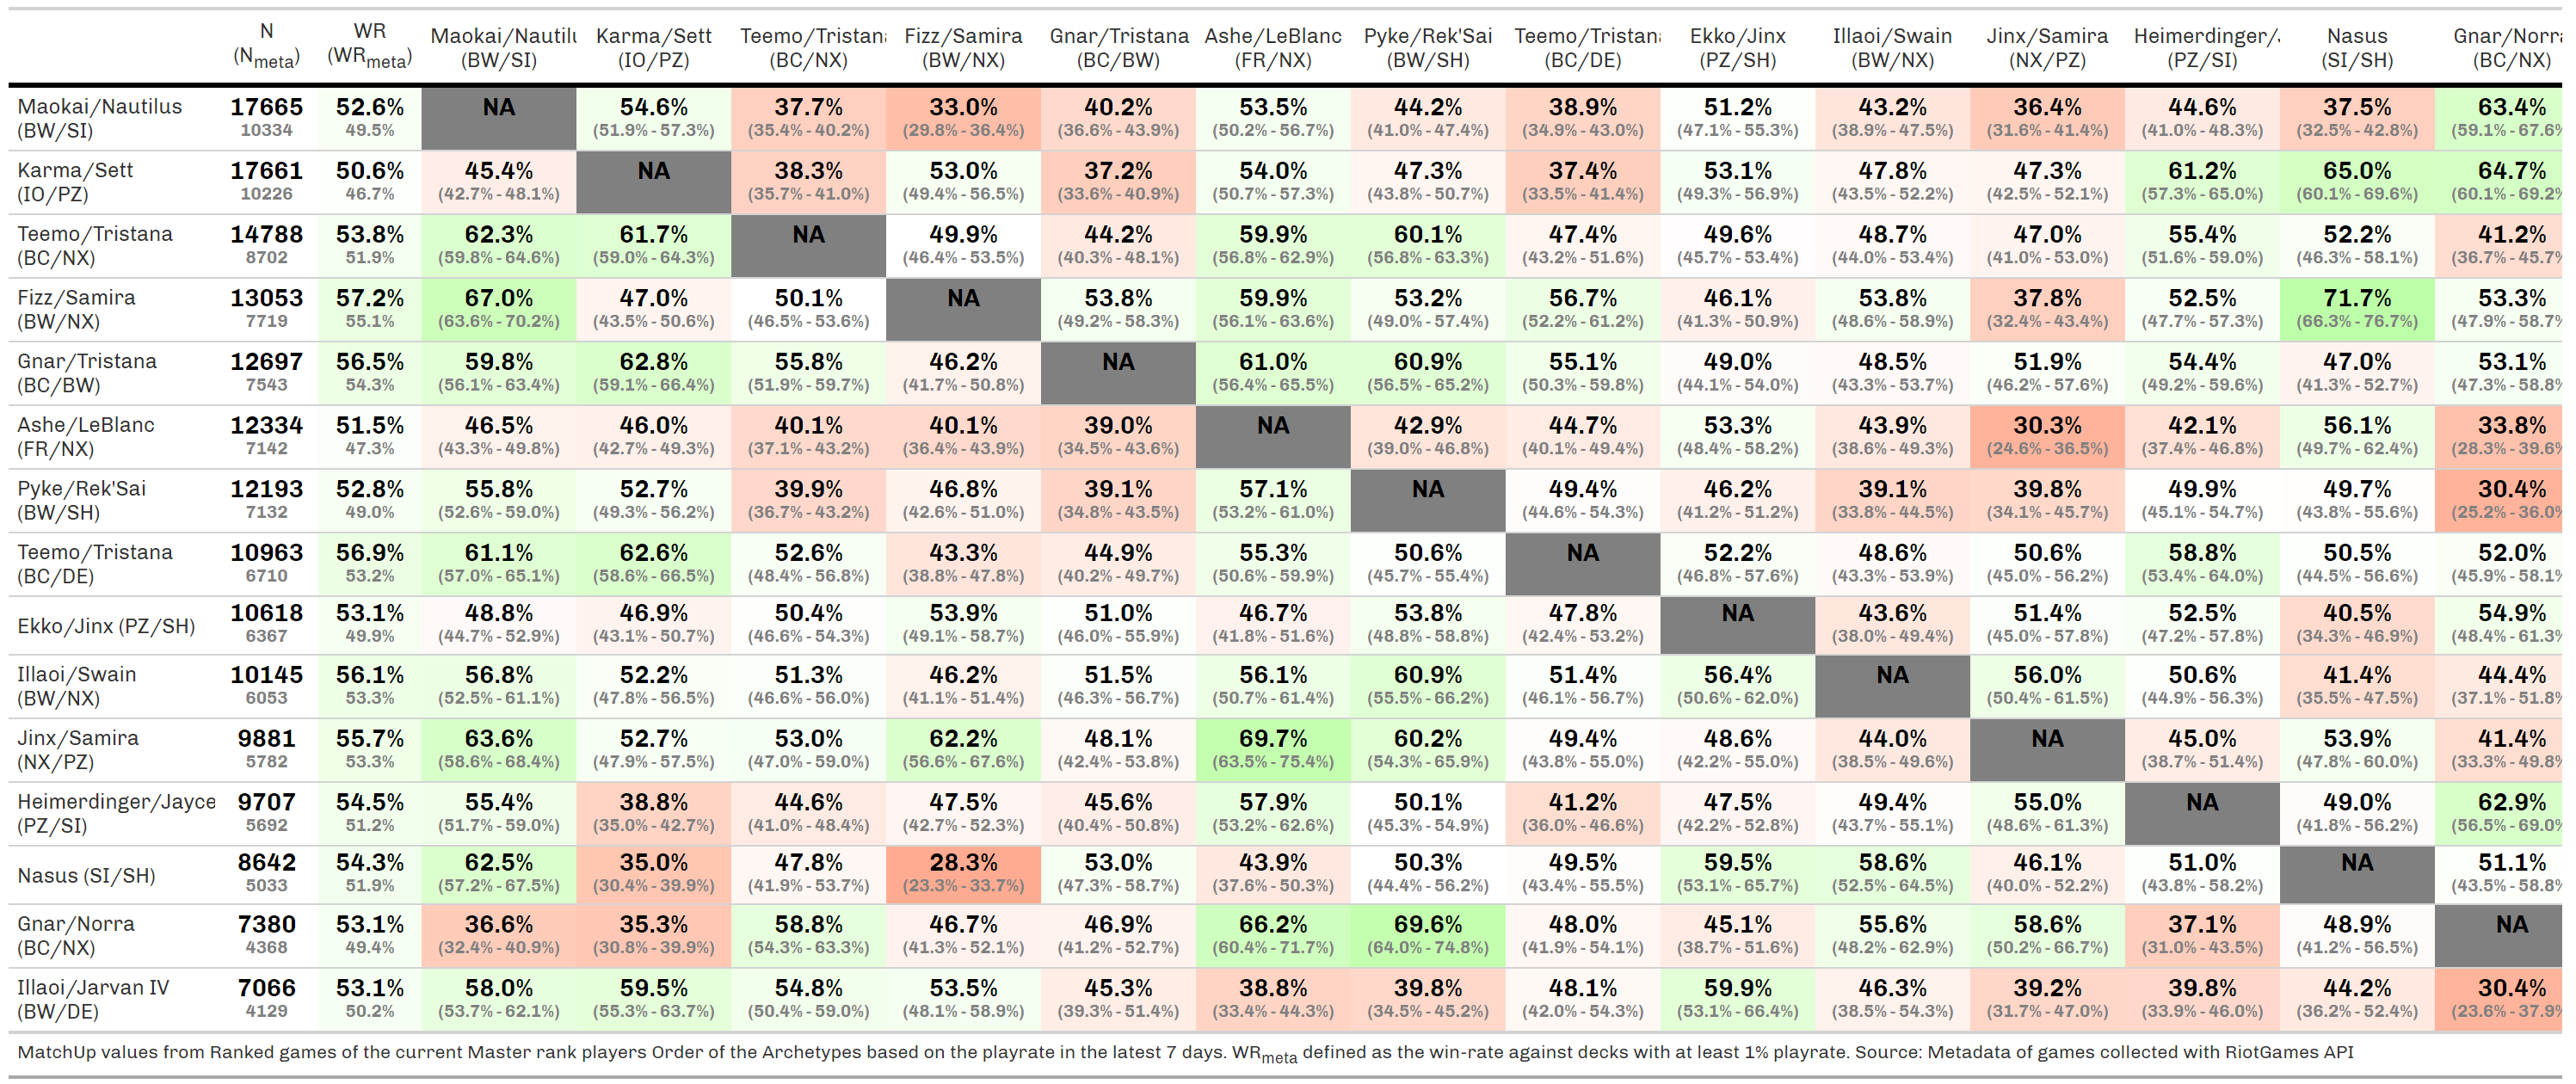 N WR Maokai/Nautilu Karma/Sett Teemo/Tristana Fizz/Samira Gnar/Tristana Ashe/LeBlanc Pyke/Rek'Sai Teemo/Tristan Ekko/Jinx Illaoi/Swain Jinx/Samira Heimerdinger/J Nasus Gnar/Norra
(Nmeta) (WRmeta) (BW/SI) (IO/PZ) (BC/NX) (BW/NX) (BC/BW) (FR/NX) (BW/SH) (BC/DE) (PZ/SH) (BW/NX) (NX/PZ) (PZ/SI) (SI/SH) (BC/NX)
Maokai/Nautilus 17665 52.6% NA 54.6% 37.7% 33.0% 40.2% 53.5% 44.2% 38.9% 51.2% 43.2% 36.4% 44.6% 37.5% 63.4%
(BW/SI) 10334 49.5% (51.9% - 57.3%) (35.4% - 40.2%) (29.8% - 36.4%) (36.6% - 43.9%) (50.2% - 56.7%) (41.0% - 47.4%) (34.9% - 43.0%) (47.1% - 55.3%) (38.9% - 47.5%) (31.6% - 41.4%) (41.0% - 48.3%) (32.5% - 42.8%) (59.1% - 67.6%
Karma/Sett 17661 50.6% 45.4% NA 38.3% 53.0% 37.2% 54.0% 47.3% 37.4% 53.1% 47.8% 47.3% 61.2% 65.0% 64.7%
(IO/PZ) 10226 46.7% (42.7% - 48.1%) (35.7% - 41.0%) (49.4% - 56.5%) (33.6% - 40.9%) (50.7% - 57.3%) (43.8% - 50.7%) (33.5% - 41.4%) (49.3% - 56.9%) (43.5% - 52.2%) (42.5% - 52.1%) (57.3% - 65.0%) (60.1% - 69.6%) (60.1% - 69.2%
Teemo/Tristana 14788 53.8% 62.3% 61.7% NA 49.9% 44.2% 59.9% 60.1% 47.4% 49.6% 48.7% 47.0% 55.4% 52.2% 41.2%
(BC/NX) 8702 51.9% (59.8% - 64.6%) (59.0% - 64.3%) (46.4% - 53.5%) (40.3% - 48.1%) (56.8% - 62.9%) (56.8% - 63.3%) (43.2% - 51.6%) (45.7% - 53.4%) (44.0% - 53.4%) (41.0% - 53.0%) (51.6% - 59.0%) (46.3% - 58.1%) (36.7% - 45.7%
Fizz/Samira 13053 57.2% 67.0% 47.0% 50.1% NA 53.8% 59.9% 53.2% 56.7% 46.1% 53.8% 37.8% 52.5% 71.7% 53.3%
(BW/NX) 7719 55.1% (63.6% - 70.2%) (43.5% - 50.6%) (46.5% - 53.6%) (49.2% - 58.3%) (56.1% - 63.6%) (49.0% - 57.4%) (52.2% - 61.2%) (41.3% - 50.9%) (48.6% - 58.9%) (32.4% - 43.4%) (47.7% - 57.3%) (66.3% - 76.7%) (47.9% - 58.7%
Gnar/Tristana 12697 56.5% 59.8% 62.8% 55.8% 46.2% NA 61.0% 60.9% 55.1% 49.0% 48.5% 51.9% 54.4% 47.0% 53.1%
(BC/BW) 7543 54.3% (56.1% - 63.4%) (59.1% - 66.4%) (51.9% - 59.7%) (41.7% - 50.8%) (56.4% - 65.5%) (56.5% - 65.2%) (50.3% - 59.8%) (44.1% - 54.0%) (43.3% - 53.7%) (46.2% - 57.6%) (49.2% - 59.6%) (41.3% - 52.7%) (47.3% - 58.8%
Ashe/LeBlanc 12334 51.5% 46.5% 46.0% 40.1% 40.1% 39.0% NA 42.9% 44.7% 53.3% 43.9% 30.3% 42.1% 56.1% 33.8%
(FR/NX) 7142 47.3% (43.3% - 49.8%) (42.7% - 49.3%) (37.1% - 43.2%) (36.4% - 43.9%) (34.5% - 43.6%) (39.0% - 46.8%) (40.1% - 49.4%) (48.4% - 58.2%) (38.6% - 49.3%) (24.6% - 36.5%) (37.4% - 46.8%) (49.7% - 62.4%) (28.3% - 39.6%
Pyke/Rek'Sai 12193 52.8% 55.8% 52.7% 39.9% 46.8% 39.1% 57.1% NA 49.4% 46.2% 39.1% 39.8% 49.9% 49.7% 30.4%
(BW/SH) 7132 49.0% (52.6% - 59.0%) (49.3% - 56.2%) (36.7% - 43.2%) (42.6% - 51.0%) (34.8% - 43.5%) (53.2% - 61.0%) (44.6% - 54.3%) (41.2% - 51.2%) (33.8% - 44.5%) (34.1% - 45.7%) (45.1% - 54.7%) (43.8% - 55.6%) (25.2% - 36.0%
Teemo/Tristana 10963 56.9% 61.1% 62.6% 52.6% 43.3% 44.9% 55.3% 50.6% NA 52.2% 48.6% 50.6% 58.8% 50.5% 52.0%
(BC/DE) 6710 53.2% (57.0% - 65.1%) (58.6% - 66.5%) (48.4% - 56.8%) (38.8% - 47.8%) (40.2% - 49.7%) (50.6% - 59.9%) (45.7% - 55.4%) (46.8% - 57.6%) (43.3% - 53.9%) (45.0% - 56.2%) (53.4% - 64.0%) (44.5% - 56.6%) (45.9% - 58.1%
Ekko/Jinx (PZ/SH) 10618 53.1% 48.8% 46.9% 50.4% 53.9% 51.0% 46.7% 53.8% 47.8% NA 43.6% 51.4% 52.5% 40.5% 54.9%
6367 49.9% (44.7% - 52.9%) (43.1% - 50.7%) (46.6% - 54.3%) (49.1% - 58.7%) (46.0% - 55.9%) (41.8% - 51.6%) (48.8% - 58.8%) (42.4% - 53.2%) (38.0% - 49.4%) (45.0% - 57.8%) (47.2% - 57.8%) (34.3% - 46.9%) (48.4% - 61.3%
Illaoi/Swain 10145 56.1% 56.8% 52.2% 51.3% 46.2% 51.5% 56.1% 60.9% 51.4% 56.4% NA 56.0% 50.6% 41.4% 44.4%
(BW/NX) 6053 53.3% (52.5% - 61.1%) (47.8% - 56.5%) (46.6% - 56.0%) (41.1% - 51.4%) (46.3% - 56.7%) (50.7% - 61.4%) (55.5% - 66.2%) (46.1% - 56.7%) (50.6% - 62.0%) (50.4% - 61.5%) (44.9% - 56.3%) (35.5% - 47.5%) (37.1% - 51.8%
Jinx/Samira 9881 55.7% 63.6% 52.7% 53.0% 62.2% 48.1% 69.7% 60.2% 49.4% 48.6% 44.0% NA 45.0% 53.9% 41.4%
(NX/PZ) 5782 53.3% (58.6% - 68.4%) (47.9% - 57.5%) (47.0% - 59.0%) (56.6% - 67.6%) (42.4% - 53.8%) (63.5% - 75.4%) (54.3% - 65.9%) (43.8% - 55.0%) (42.2% - 55.0%) (38.5% - 49.6%) (38.7% - 51.4%) (47.8% - 60.0%) (33.3% - 49.8%
Heimerdinger/Jayce 9707 54.5% 55.4% 38.8% 44.6% 47.5% 45.6% 57.9% 50.1% 41.2% 47.5% 49.4% 55.0% NA 49.0% 62.9%
(PZ/SI) 5692 51.2% (51.7% - 59.0%) (35.0% - 42.7%) (41.0% - 48.4%) (42.7% - 52.3%) (40.4% - 50.8%) (53.2% - 62.6%) (45.3% - 54.9%) (36.0% - 46.6%) (42.2% - 52.8%) (43.7% - 55.1%) (48.6% - 61.3%) (41.8% - 56.2%) (56.5% - 69.0%
Nasus (SI/SH) 8642 54.3% 62.5% 35.0% 47.8% 28.3% 53.0% 43.9% 50.3% 49.5% 59.5% 58.6% 46.1% 51.0% NA 51.1%
5033 51.9% (57.2% - 67.5%) (30.4% - 39.9%) (41.9% - 53.7%) (23.3% - 33.7%) (47.3% - 58.7%) (37.6% - 50.3%) (44.4% - 56.2%) (43.4% - 55.5%) (53.1% - 65.7%) (52.5% - 64.5%) (40.0% - 52.2%) (43.8% - 58.2%) (43.5% - 58.8%
Gnar/Norra 7380 53.1% 36.6% 35.3% 58.8% 46.7% 46.9% 66.2% 69.6% 48.0% 45.1% 55.6% 58.6% 37.1% 48.9% NA
(BC/NX) 4368 49.4% (32.4% - 40.9%) (30.8% - 39.9%) (54.3% - 63.3%) (41.3% - 52.1%) (41.2% - 52.7%) (60.4% - 71.7%) (64.0% - 74.8%) (41.9% - 54.1%) (38.7% - 51.6%) (48.2% - 62.9%) (50.2% - 66.7%) (31.0% - 43.5%) (41.2% - 56.5%)
Illaoi/Jarvan IV 7066 53.1% 58.0% 59.5% 54.8% 53.5% 45.3% 38.8% 39.8% 48.1% 59.9% 46.3% 39.2% 39.8% 44.2% 30.4%
(BW/DE) 4129 50.2% (53.7% - 62.1%) (55.3% - 63.7%) (50.4% - 59.0%) (48.1% - 58.9%) (39.3% - 51.4%) (33.4% - 44.3%) (34.5% - 45.2%) (42.0% - 54.3%) (53.1% - 66.4%) (38.5% - 54.3%) (31.7% - 47.0%) (33.9% - 46.0%) (36.2% - 52.4%) (23.6% - 37.9%
MatchUp values from Ranked games of the current Master rank players Order of the Archetypes based on the playrate in the latest 7 days. WRmeta defined as the win-rate against decks with at least 1% playrate. Source: Metadata of games collected with RiotGames API